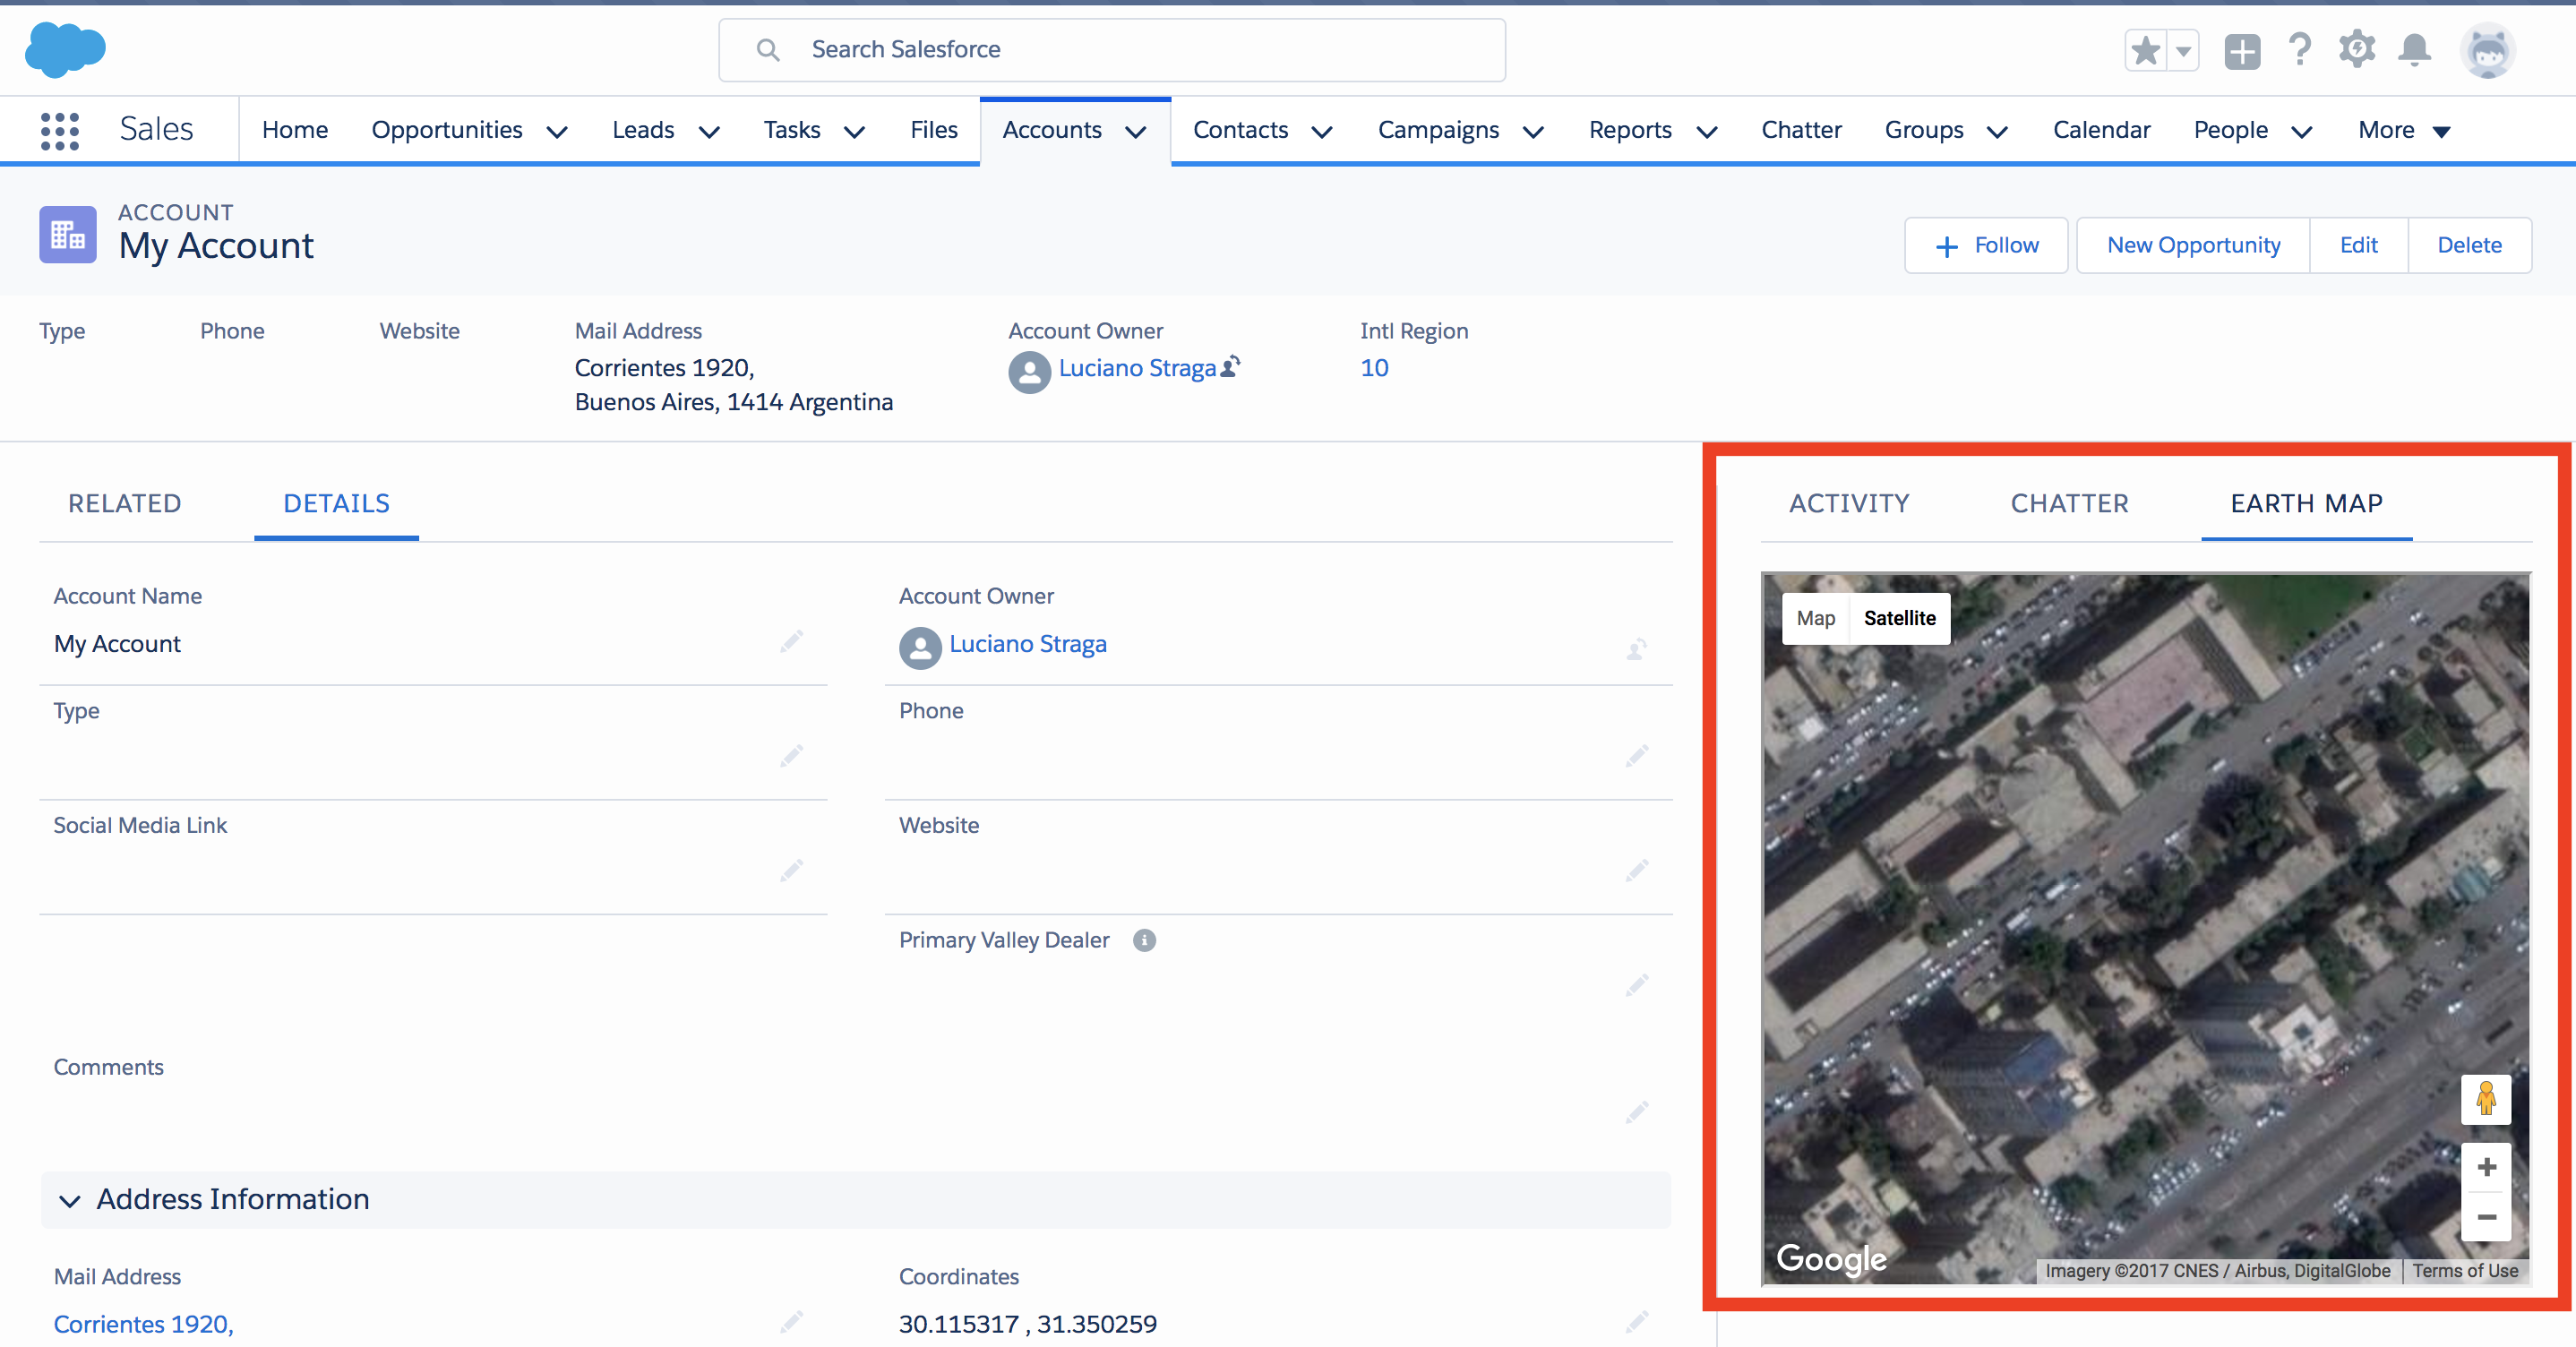 Search Salesforce
Sales
Home
Opportunities
Leads
Tasks
Files
Accounts
Contacts
Campaigns
Reports
Chatter
Groups
Calendar
People
More
ACCOUNT
My Account
Follow
New Opportunity
Edit
Delete
Type
Phone
Website
Mail Address
Corrientes 1920,
Buenos Aires, 1414 Argentina
Account Owner
Luciano Straga
Intl Region
10
RELATED
DETAILS
Account Name
My Account
Account Owner
Luciano Straga
Type
Phone
Social Media Link
Website
Primary Valley Dealer
Comments
Address Information
Mail Address
Corrientes 1920,
Coordinates
30.115317 , 31.350259
ACTIVITY
CHATTER
EARTH MAP
Map
Satellite
Google
Imagery ©2017 CNES / Airbus, DigitalGlobe
Terms of Use